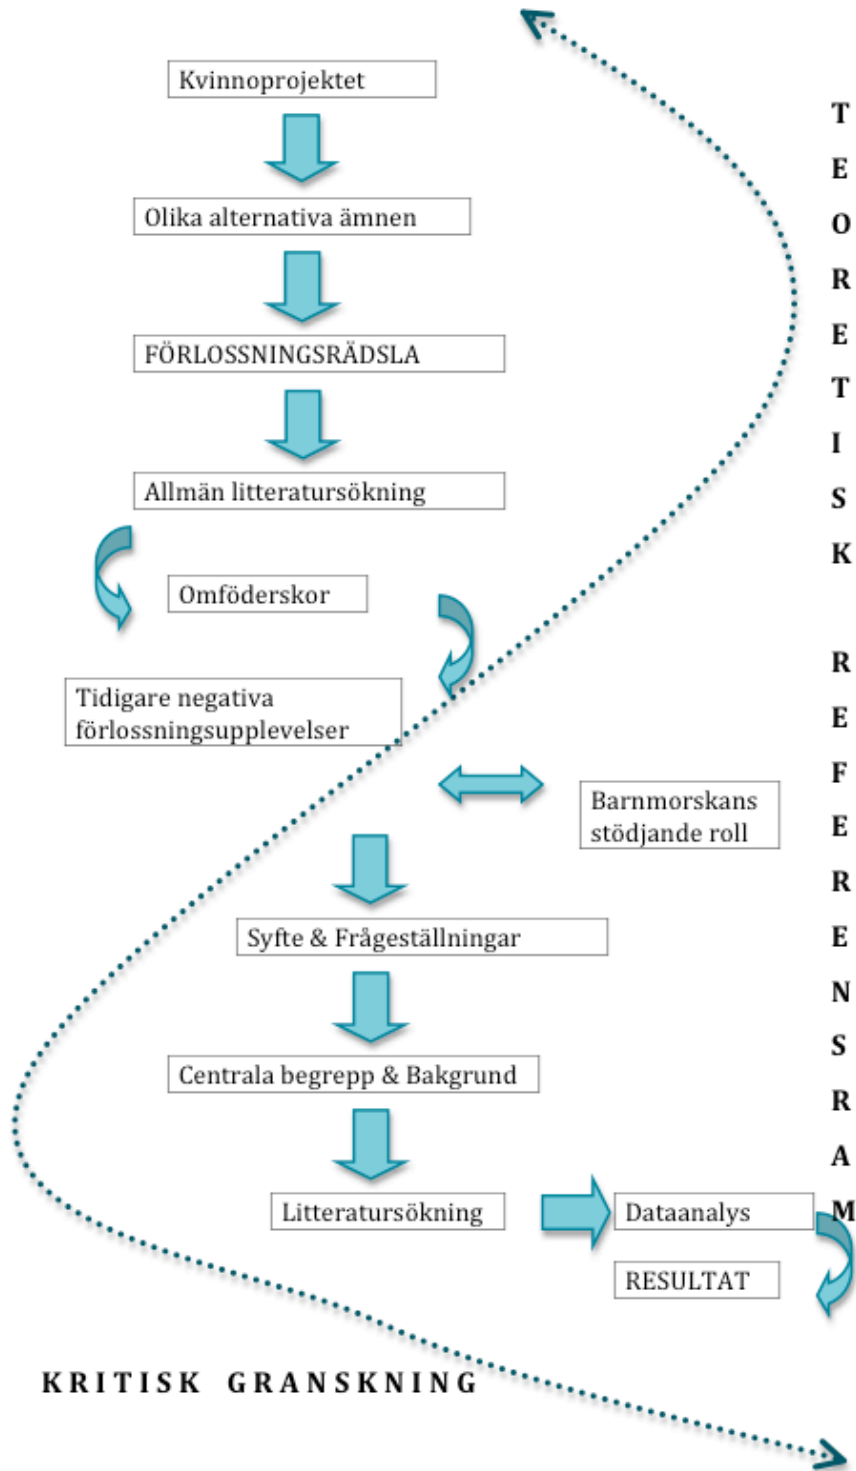 Kvinnoprojektet
Olika alternativa ämnen
FÖRLOSSNINGSRÄDSLA
Allmän litteratursökning
Omföderskor
Tidigare negativa
förlossningsupplevelser
Barnmorskans
stödjande roll
Syfte & Frågeställningar
Centrala begrepp & Bakgrund
Litteratursökning
Dataanalys
RESULTAT
KRITISK GRANSKNING
TEORETISK REFERENSRAM